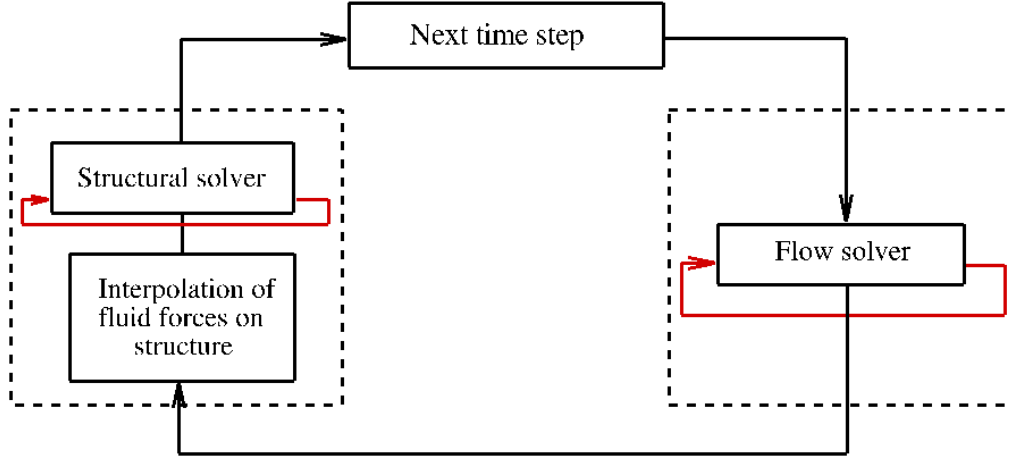 Next time step
Structural solver
Flow solver
Interpolation of
fluid forces on
structure